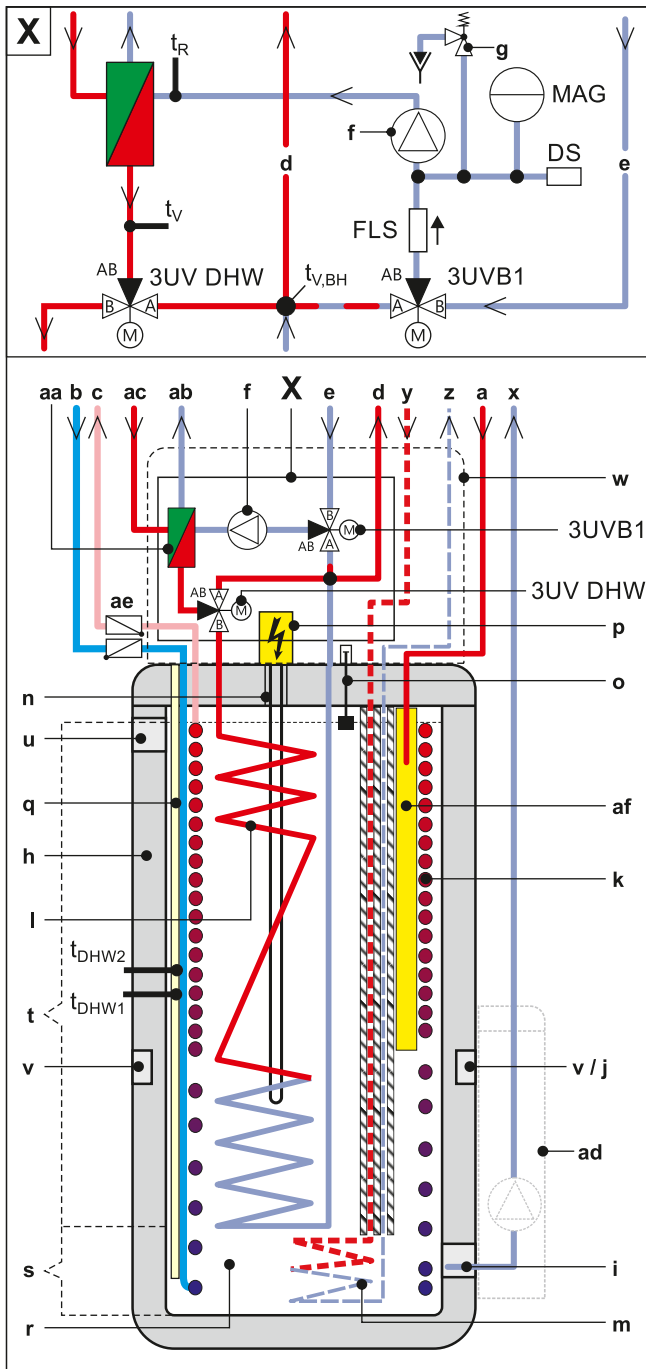 X
tR
g
MAG
f
d
DS
e
tV
FLS
AB
3UV DHW
tV,BH
AB
3UVB1
B
A
A
B
M
M
aa
b
c
ac
ab
f
X
e
d
y
z
a
x
w
B
AB
A
M
3UVB1
3UV DHW
AB
A
M
B
ae
p
n
o
u
q
af
h
k
l
tDHW2
t
tDHW1
v
v / j
ad
s
i
r
m